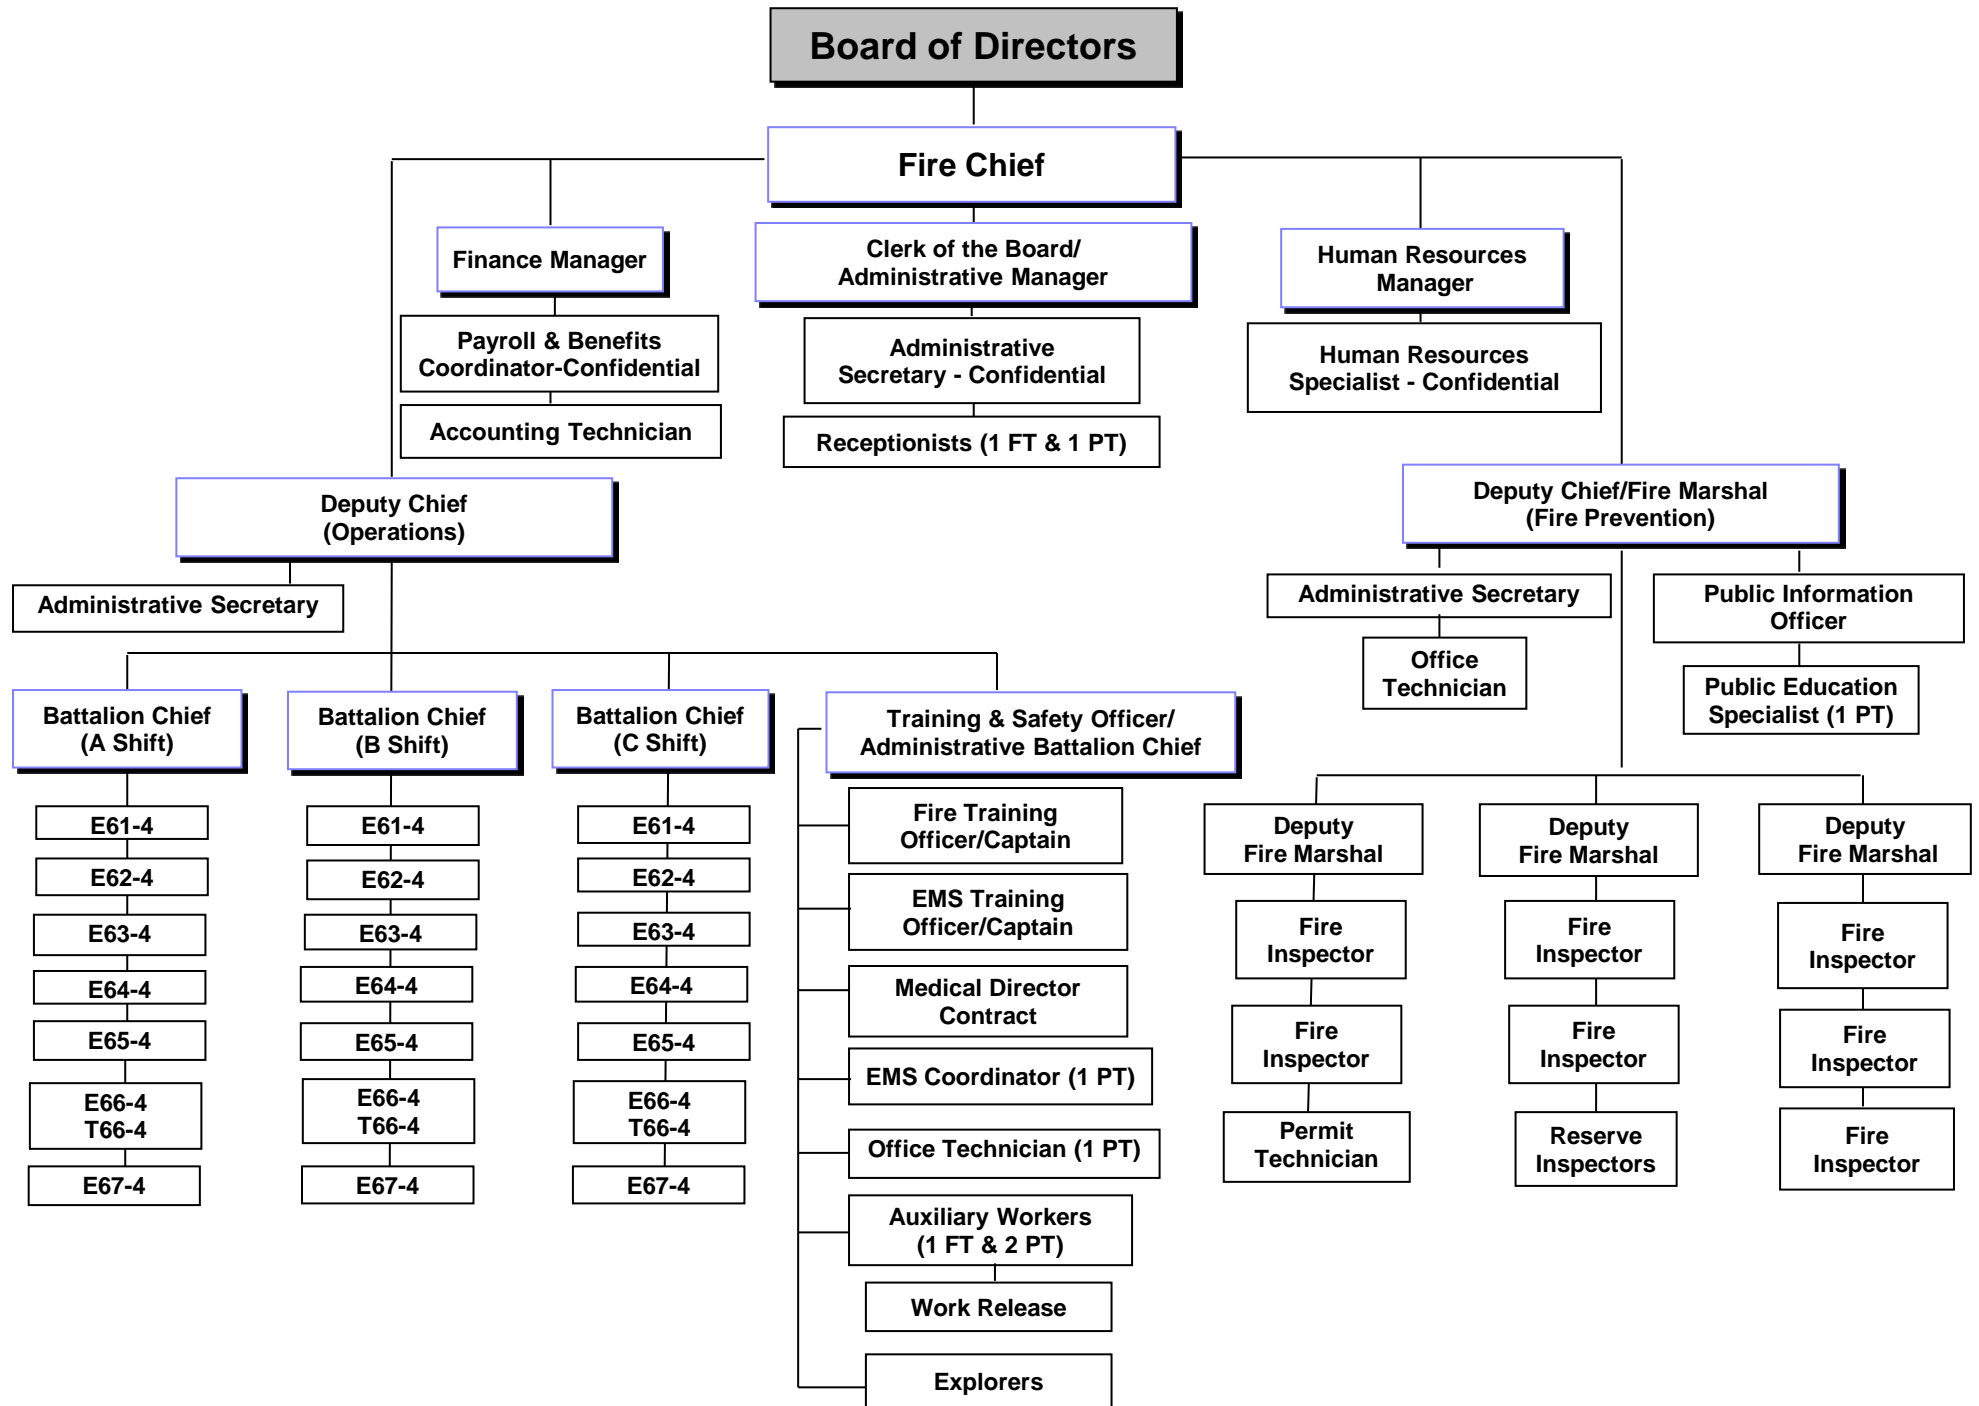 Board of Directors
Fire Chief
Finance Manager
Payroll & Benefits
Coordinator-Confidential
Accounting Technician
Clerk of the Board/
Administrative Manager
Administrative
Secretary - Confidential
Receptionists (1 FT & 1 PT)
Human Resources
Manager
Human Resources
Specialist - Confidential
Deputy Chief
(Operations)
Administrative Secretary
Battalion Chief
(A Shift)
E61-4
E62-4
E63-4
E64-4
E65-4
E66-4
T66-4
E67-4
Battalion Chief
(B Shift)
E61-4
E62-4
E63-4
E64-4
E65-4
E66-4
T66-4
E67-4
Battalion Chief
(C Shift)
E61-4
E62-4
E63-4
E64-4
E65-4
E66-4
T66-4
E67-4
Training & Safety Officer/
Administrative Battalion Chief
Fire Training
Officer/Captain
EMS Training
Officer/Captain
Medical Director
Contract
EMS Coordinator (1 PT)
Office Technician (1 PT)
Auxiliary Workers
(1 FT & 2 PT)
Work Release
Explorers
Deputy Chief/Fire Marshal
(Fire Prevention)
Administrative Secretary
Office
Technician
Public Information
Officer
Public Education
Specialist (1 PT)
Deputy
Fire Marshal
Fire
Inspector
Fire
Inspector
Permit
Technician
Deputy
Fire Marshal
Fire
Inspector
Fire
Inspector
Reserve
Inspectors
Deputy
Fire Marshal
Fire
Inspector
Fire
Inspector
Fire
Inspector